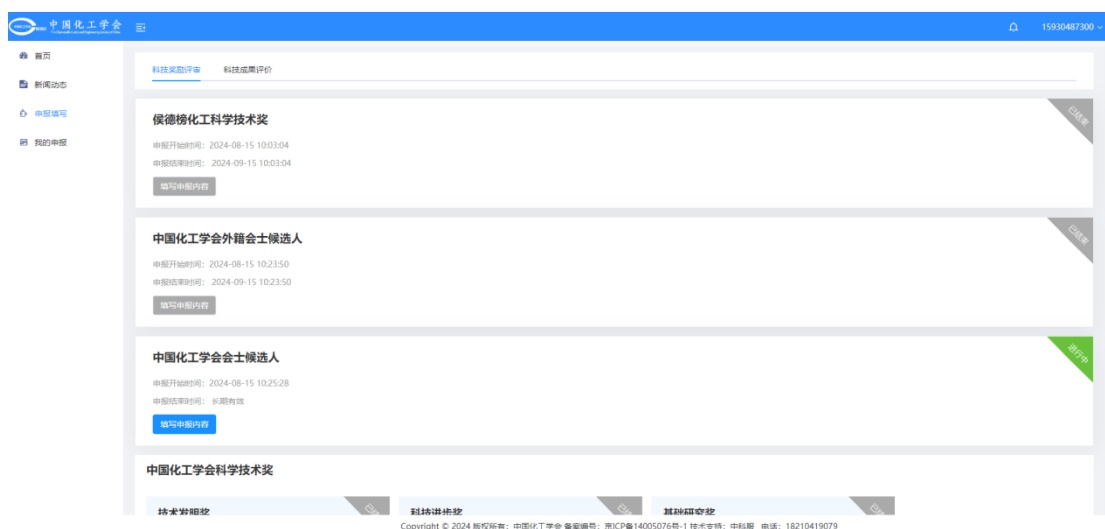 中国化工学会
15930487300
首页
新闻动态
申报填写
我的申报
科技奖励评审 科技成果评价
侯德榜化工科学技术奖
已结束
申报开始时间：2024-08-15 10:03:04
申报结束时间： 2024-09-15 10:03:04
填写申报内容
中国化工学会外籍会士候选人
已结束
申报开始时间：2024-08-15 10:23:50
申报结束时间： 2024-09-15 10:23:50
填写申报内容
中国化工学会会士候选人
进行中
申报开始时间：2024-08-15 10:25:28
申报结束时间： 长期有效
填写申报内容
中国化工学会科学技术奖
技术发明奖 科技进步奖 基础研究奖
Copyright © 2024 版权所有：中国化工学会 备案编号：京ICP备14005076号-1 技术支持：中科服 电话：18210419079